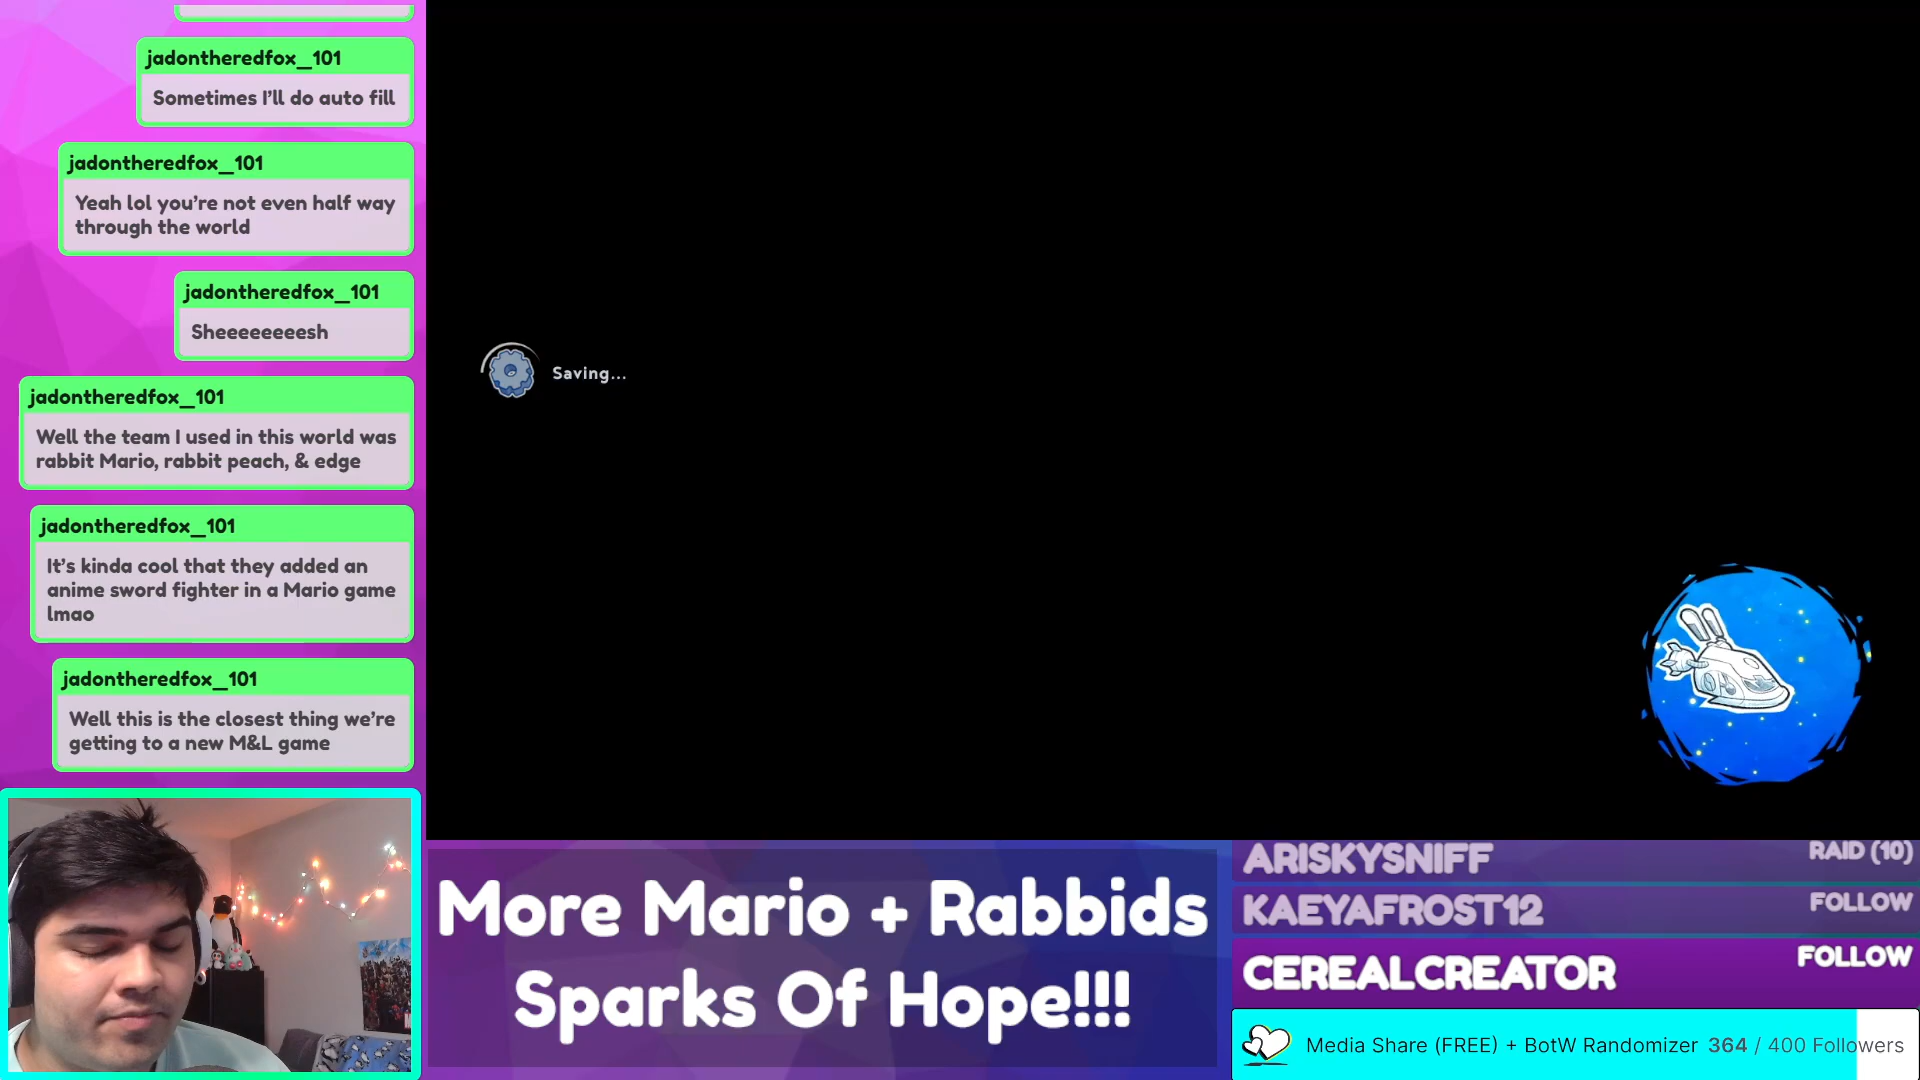 jadontheredfox_101
Sometimes I'll do auto fill
jadontheredfox_101
Yeah lol you're not even half way
through the world
jadontheredfox_101
Sheeeeeeeesh
jadontheredfox_101
Well the team I used in this world was
rabbit Mario, rabbit peach, & edge
jadontheredfox_101
It's kinda cool that they added an
anime sword fighter in a Mario game
lmao
jadontheredfox_101
Well this is the closest thing we're
getting to a new M&L game
Saving...
More Mario + Rabbids
Sparks Of Hope!!!
ARISKYSNIFF RAID (10)
KAEYAFROST12 FOLLOW
CEREALCREATOR FOLLOW
Media Share (FREE) + BotW Randomizer 364 / 400 Followers